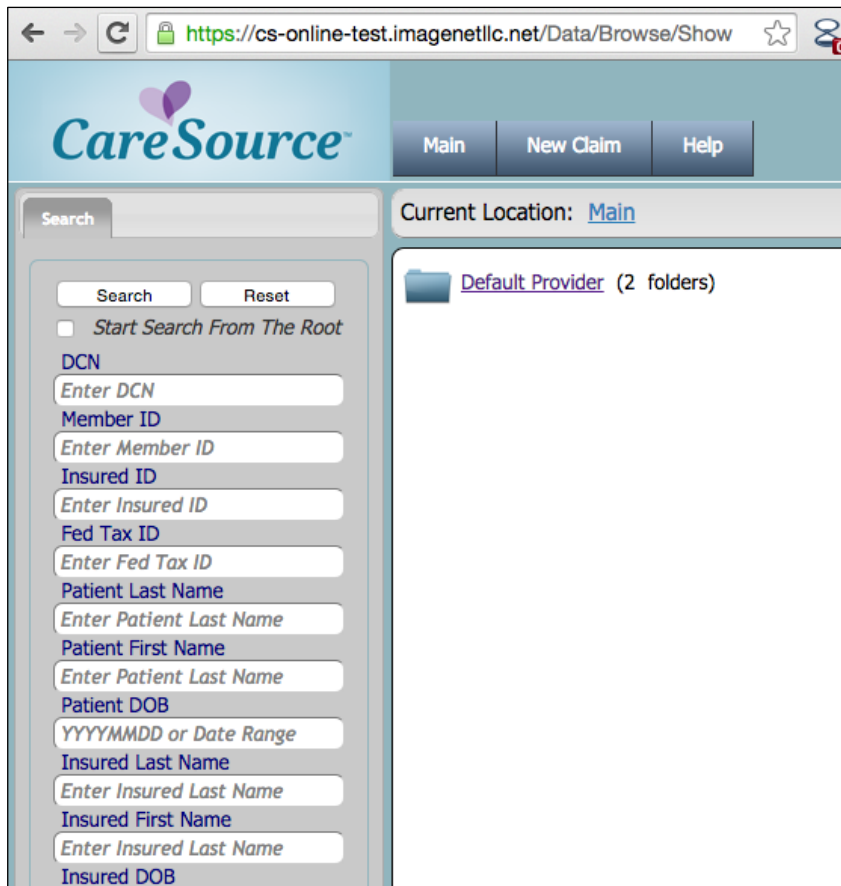 https://cs-online-test.imagenetllc.net/Data/Browse/Show
CareSource™
Main New Claim Help
Search
Current Location: Main
Default Provider (2 folders)
Search Reset
Start Search From The Root
DCN
Enter DCN
Member ID
Enter Member ID
Insured ID
Enter Insured ID
Fed Tax ID
Enter Fed Tax ID
Patient Last Name
Enter Patient Last Name
Patient First Name
Enter Patient Last Name
Patient DOB
YYYYMMDD or Date Range
Insured Last Name
Enter Insured Last Name
Insured First Name
Enter Insured Last Name
Insured DOB